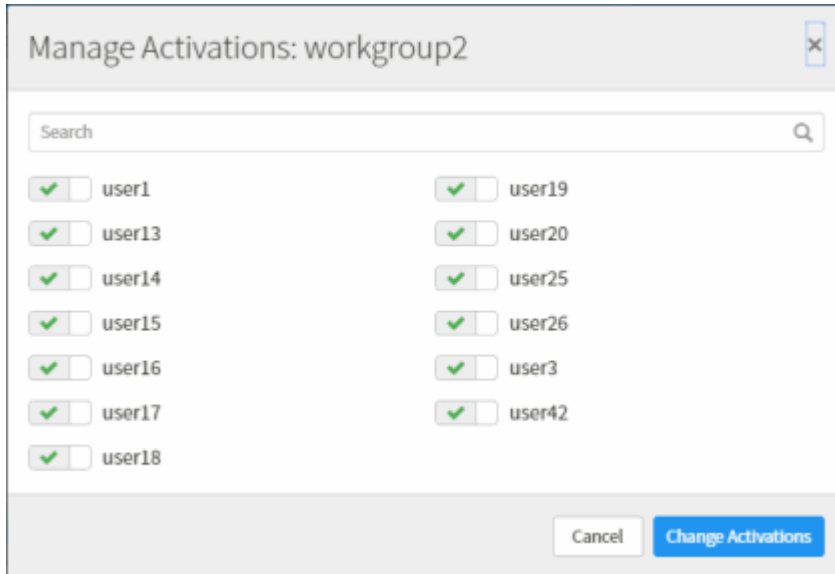 Manage Activations: workgroup2
Search
user1
user13
user14
user15
user16
user17
user18
user19
user20
user25
user26
user3
user42
Cancel
Change Activations